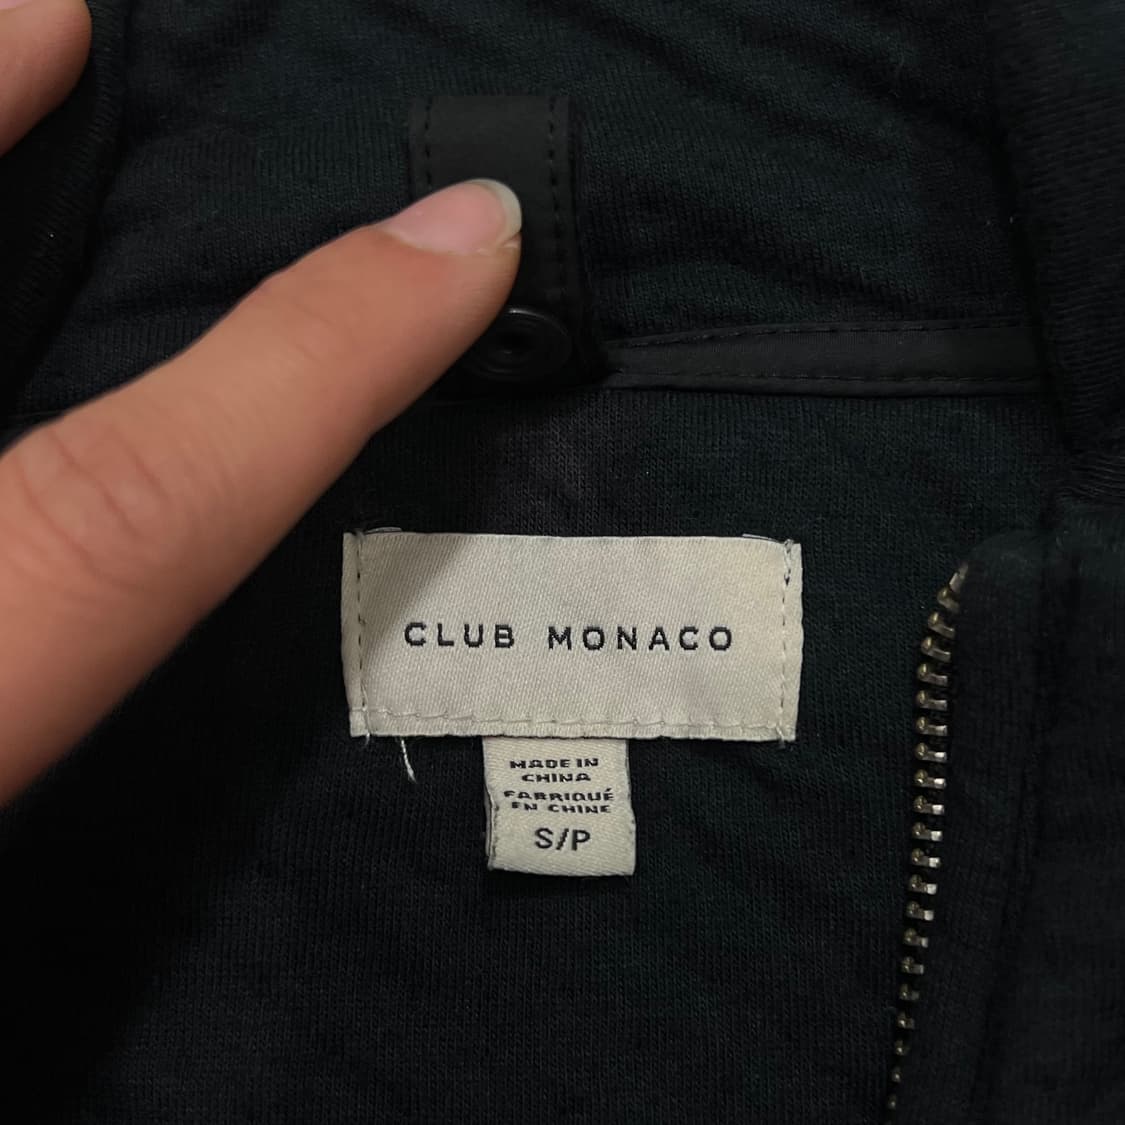 CLUB MONACO
MADE IN
CHINA
FABRIQUÉ
EN CHINE
S/P